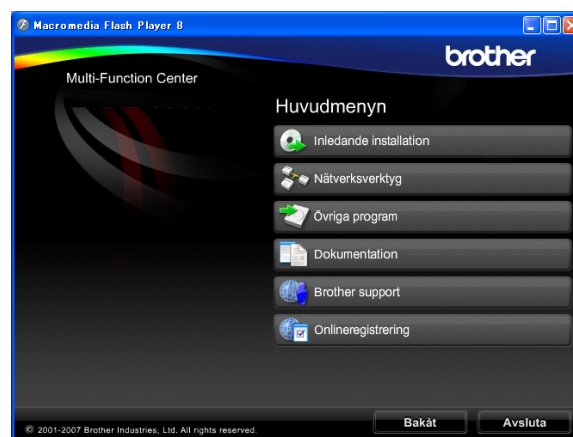 Macromedia Flash Player 8
brother
Multi-Function Center
Huvudmenyn
Inledande installation
Nätverksverktyg
Övriga program
Dokumentation
Brother support
Onlineregistrering
© 2001-2007 Brother Industries, Ltd. All rights reserved.
Bakåt
Avsluta